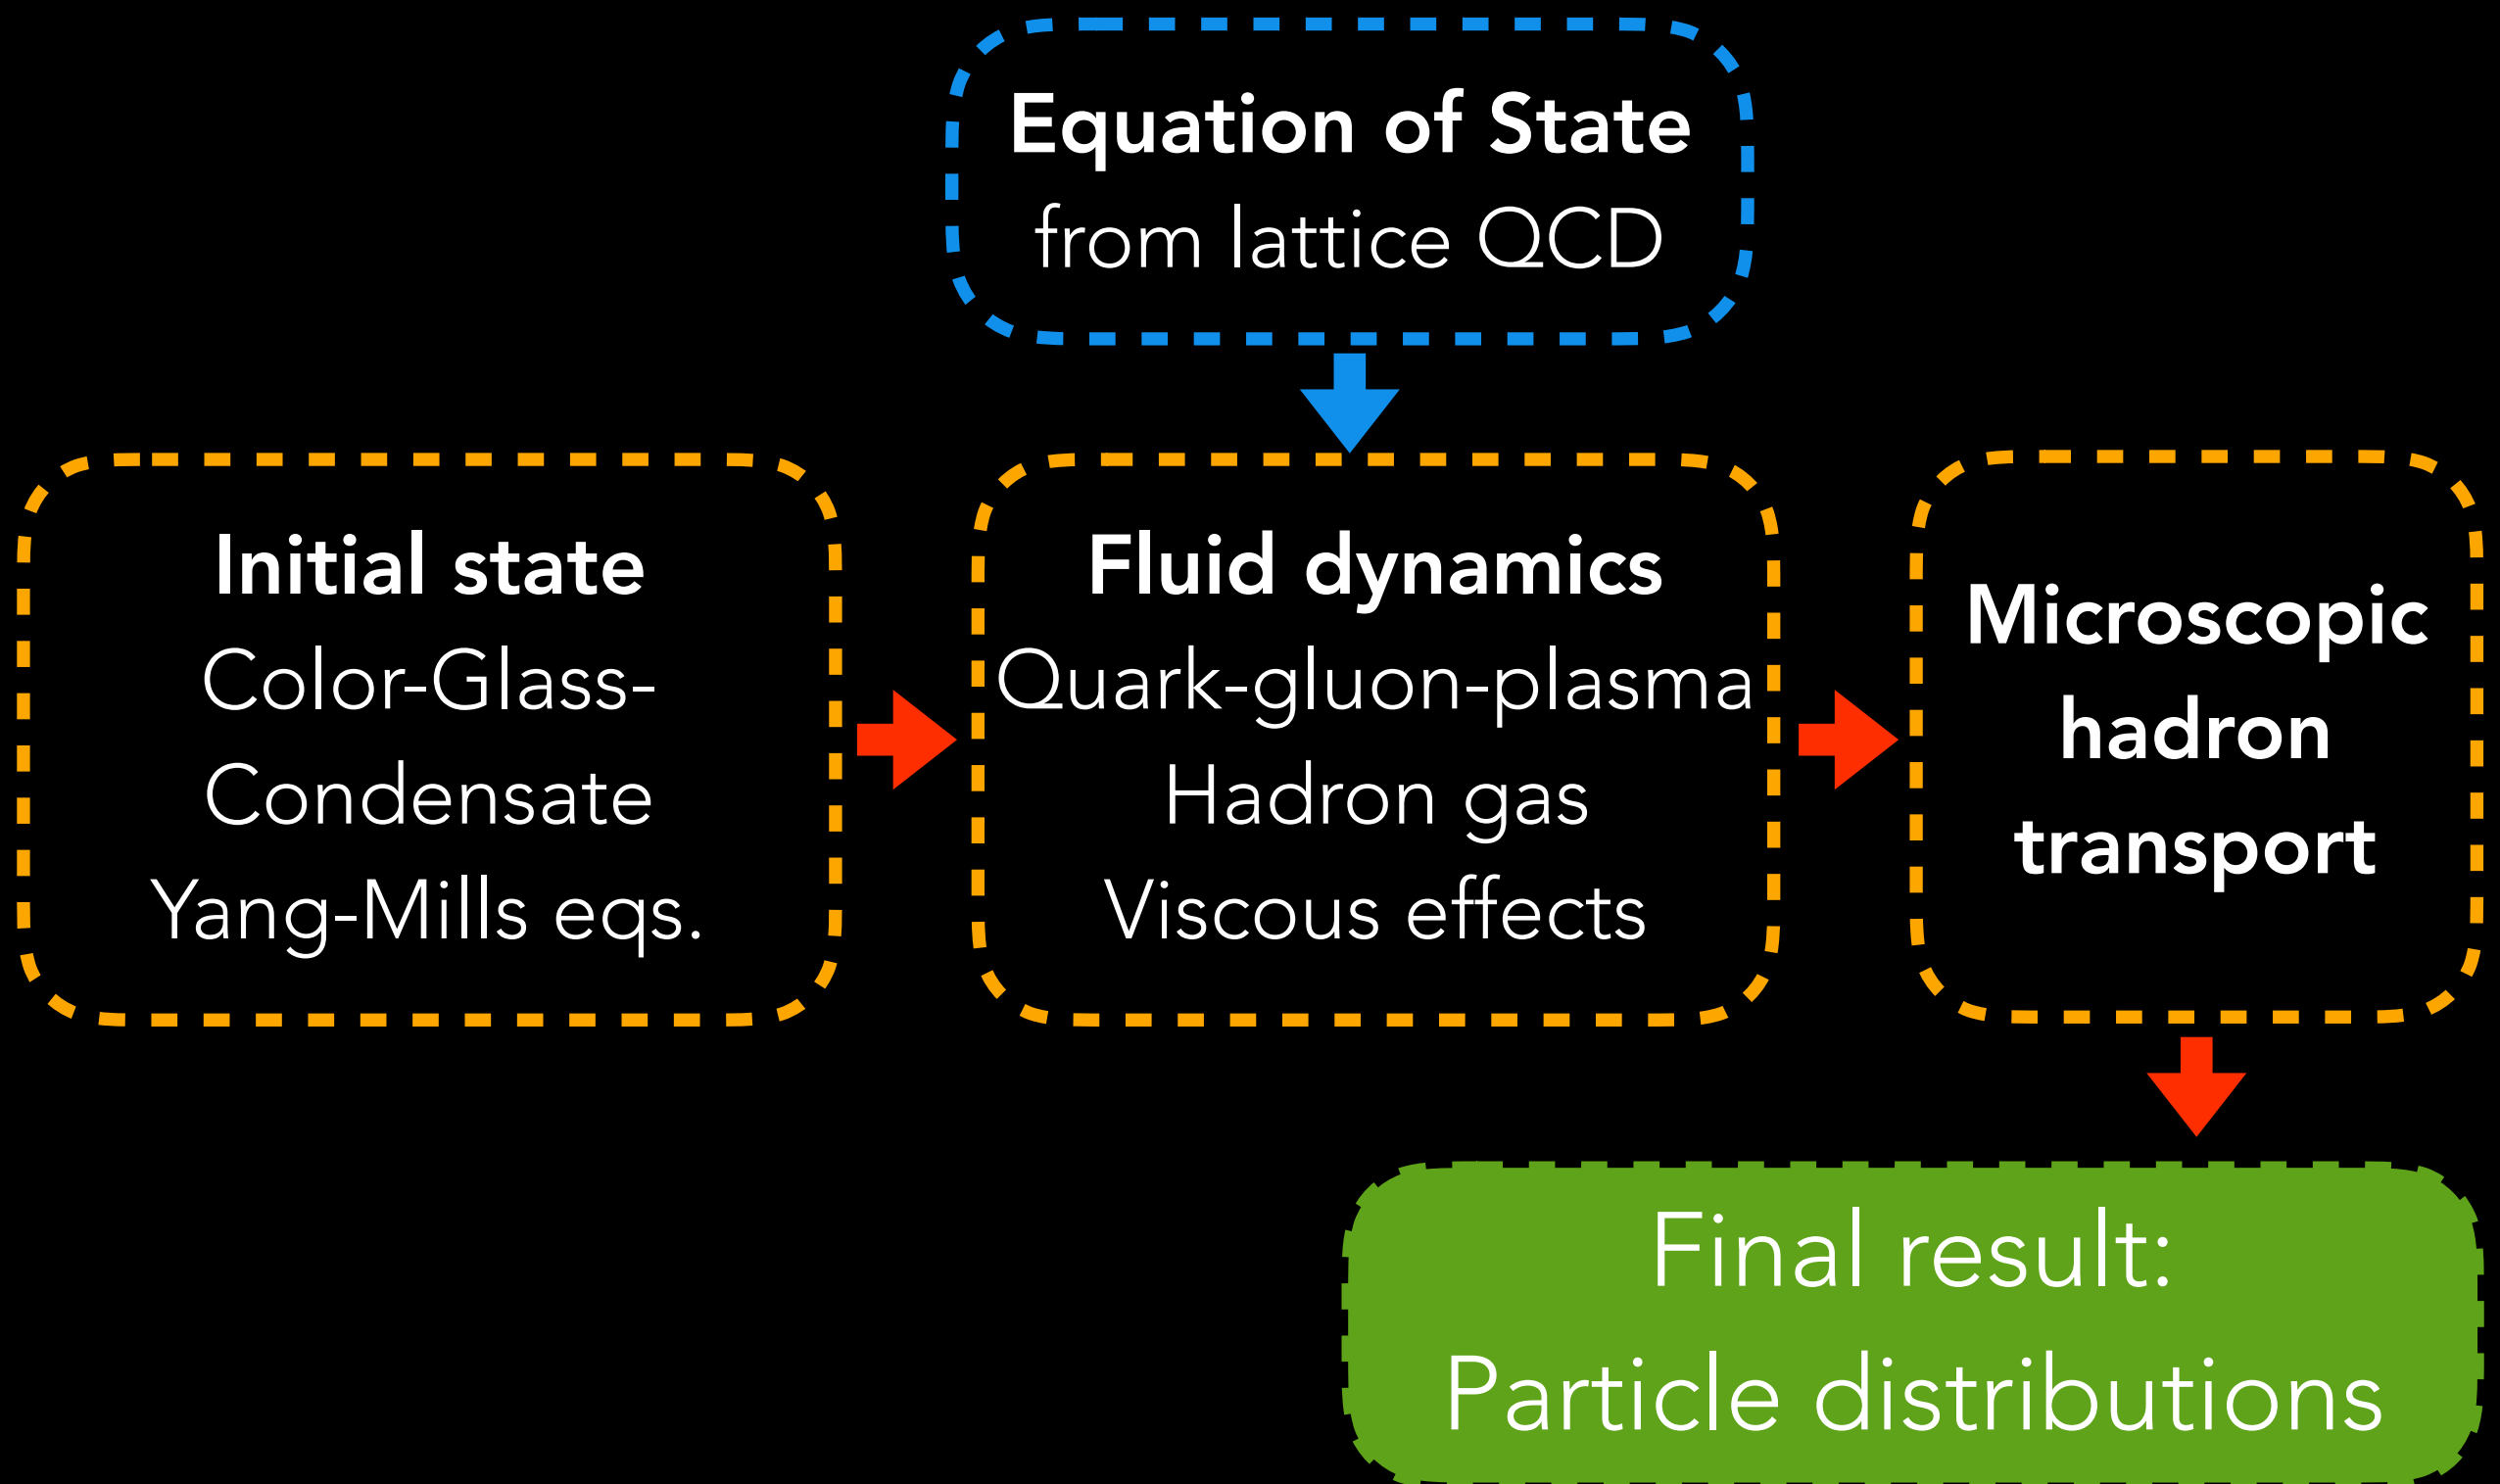 Equation of State
from lattice QCD
Initial state
Color-Glass-
Condensate
Yang-Mills eqs.
Fluid dynamics
Quark-gluon-plasma
Hadron gas
Viscous effects
Microscopic
hadron
transport
Final result:
Particle distributions